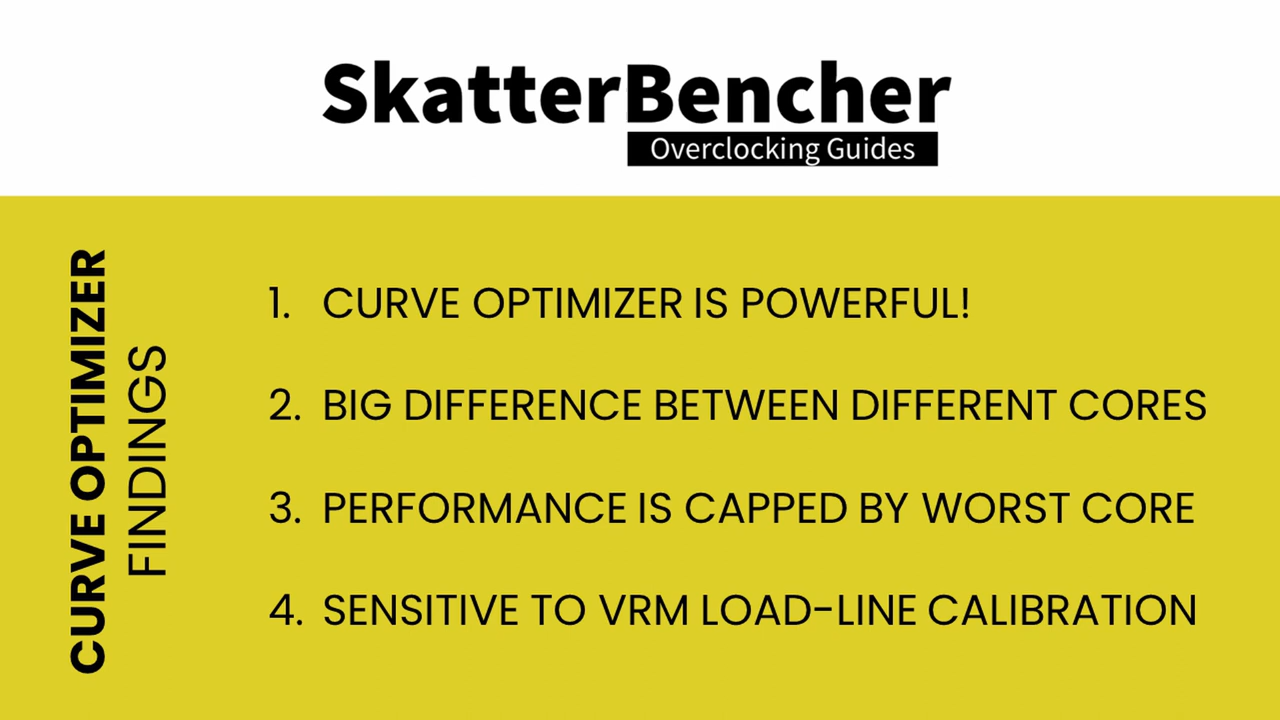 SkatterBencher
Overclocking Guides
CURVE OPTIMIZER
FINDINGS
1. CURVE OPTIMIZER IS POWERFUL!
2. BIG DIFFERENCE BETWEEN DIFFERENT CORES
3. PERFORMANCE IS CAPPED BY WORST CORE
4. SENSITIVE TO VRM LOAD-LINE CALIBRATION